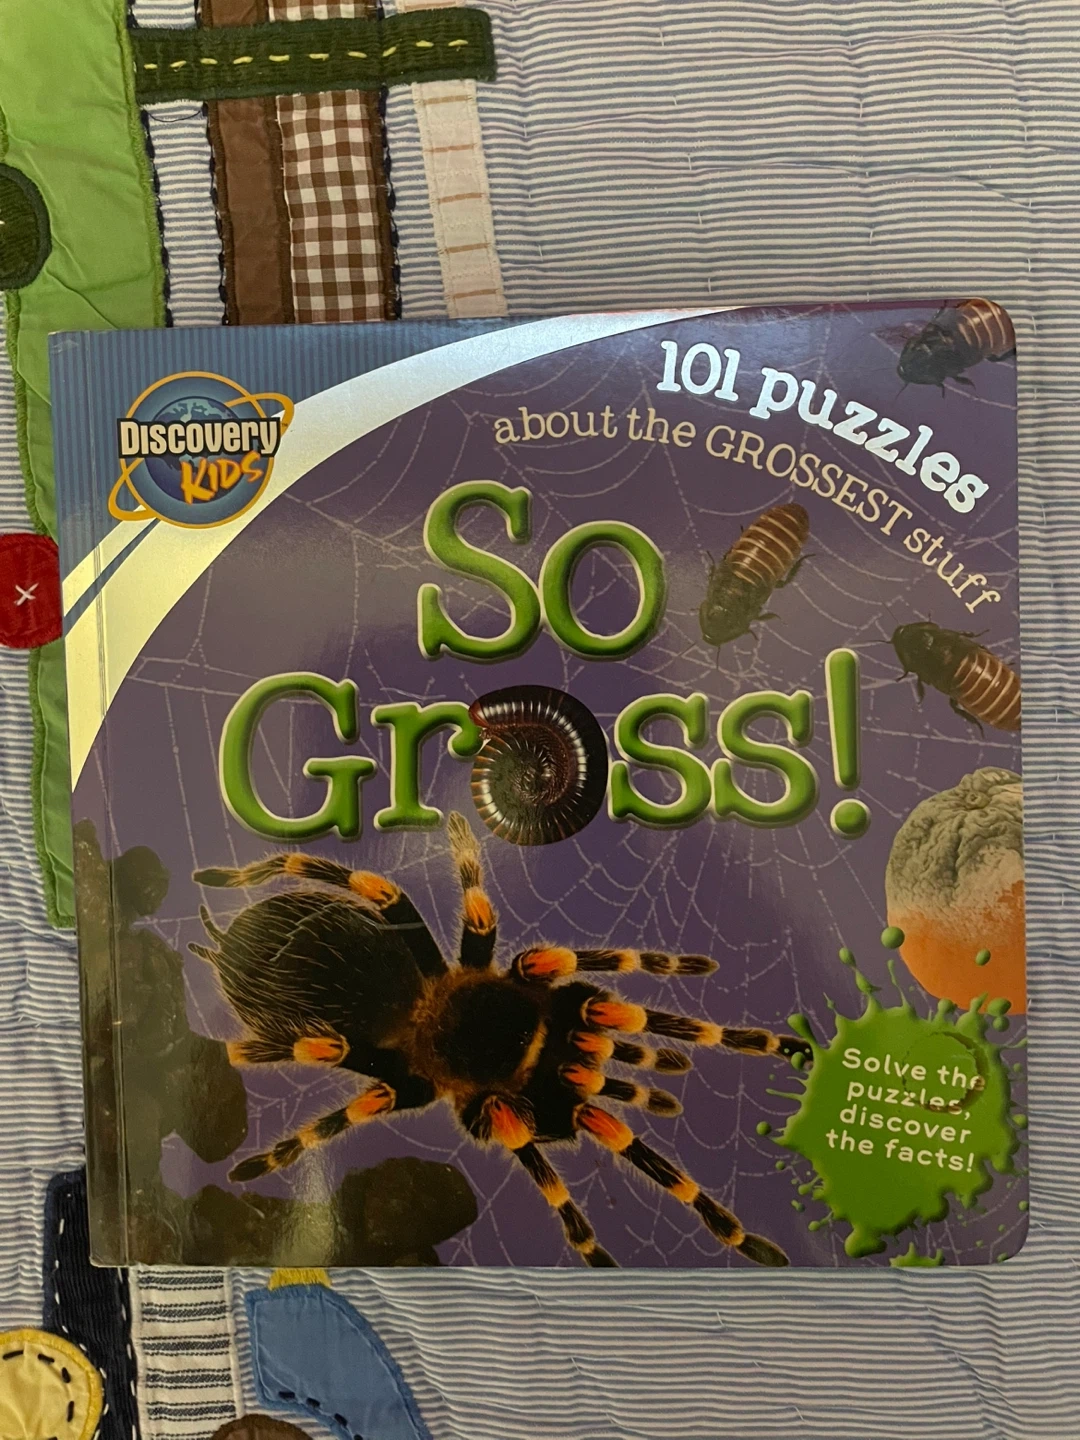 Discovery
KIDS
101 puzzles
about the GROSSEST stuff
So
Gross!
Solve the
puzzles,
discover
the facts!